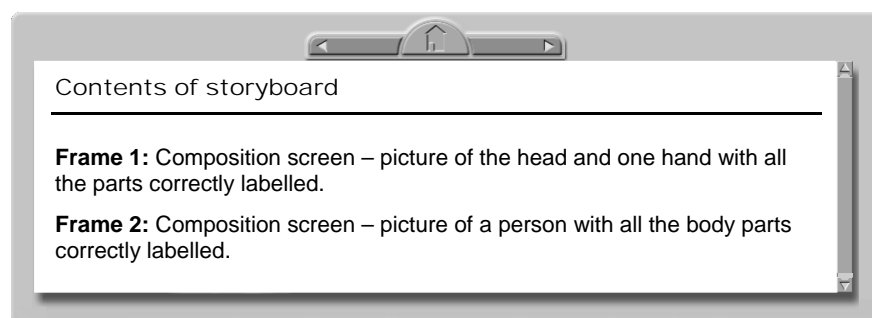 Contents of storyboard
Frame 1: Composition screen – picture of the head and one hand with all
the parts correctly labelled.
Frame 2: Composition screen – picture of a person with all the body parts
correctly labelled.